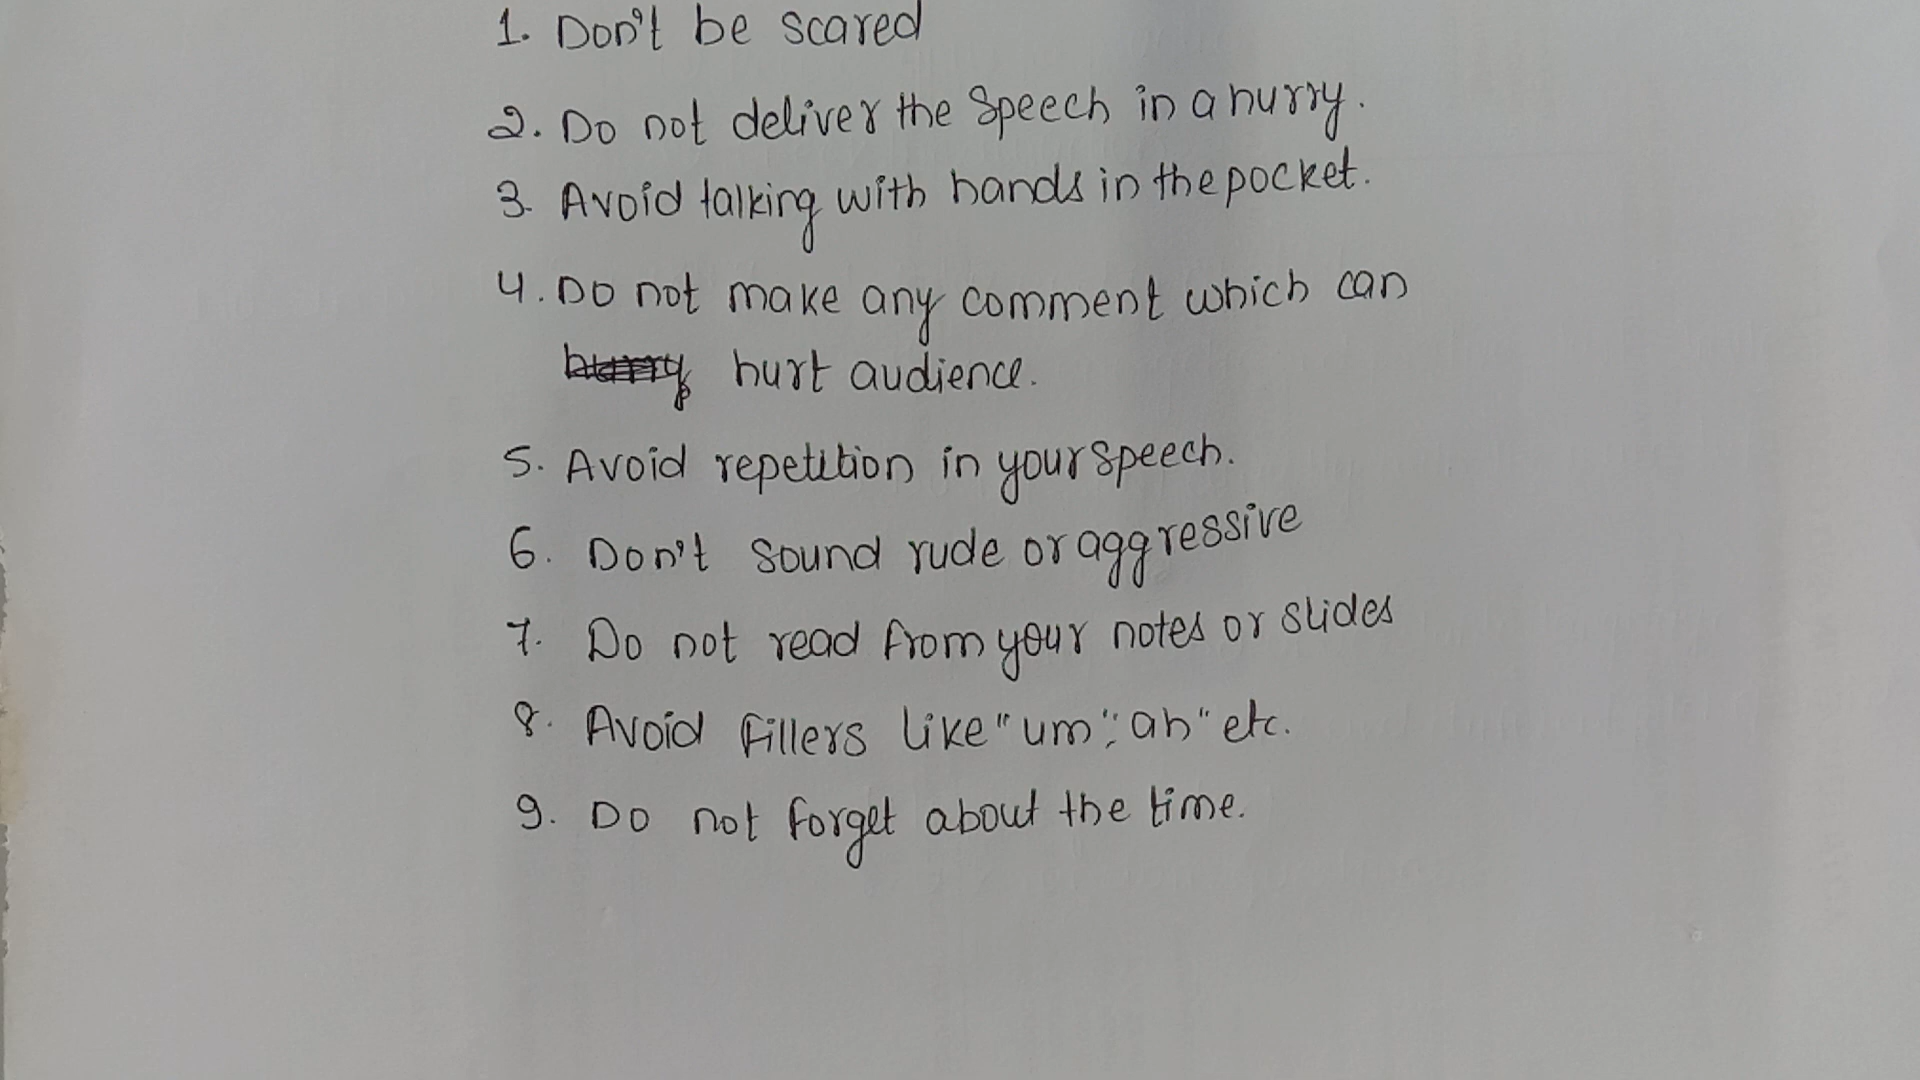 1. Don't be scared
2. Do not deliver the Speech in a hurry.
3. Avoid talking with hands in the pocket.
4. Do not make any comment which can
hurry hurt audience.
5. Avoid repetition in your speech.
6. Don't sound rude or aggressive
7. Do not read from your notes or slides
8. Avoid fillers like "um", ah" etc.
9. Do not forget about the time.